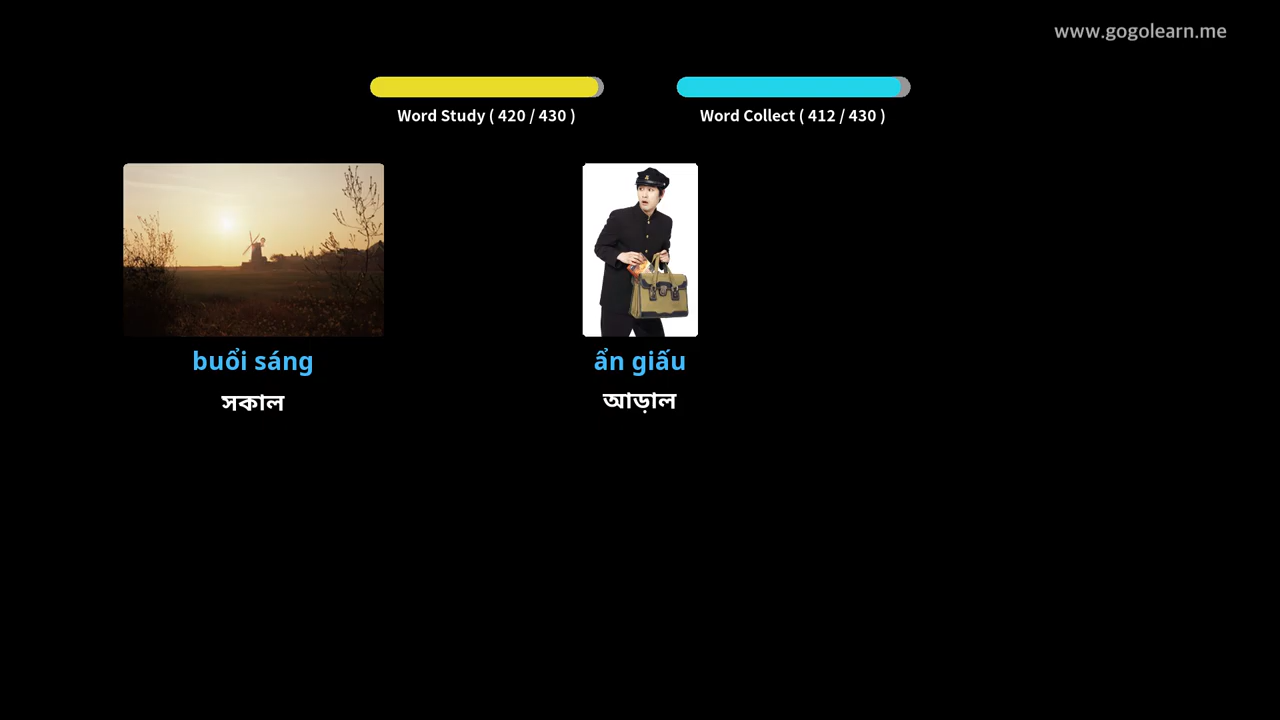 www.gogolearn.me
Word Study ( 420 / 430 )
Word Collect ( 412 / 430 )
buổi sáng
ẩn giấu
সকাল
আড়াল